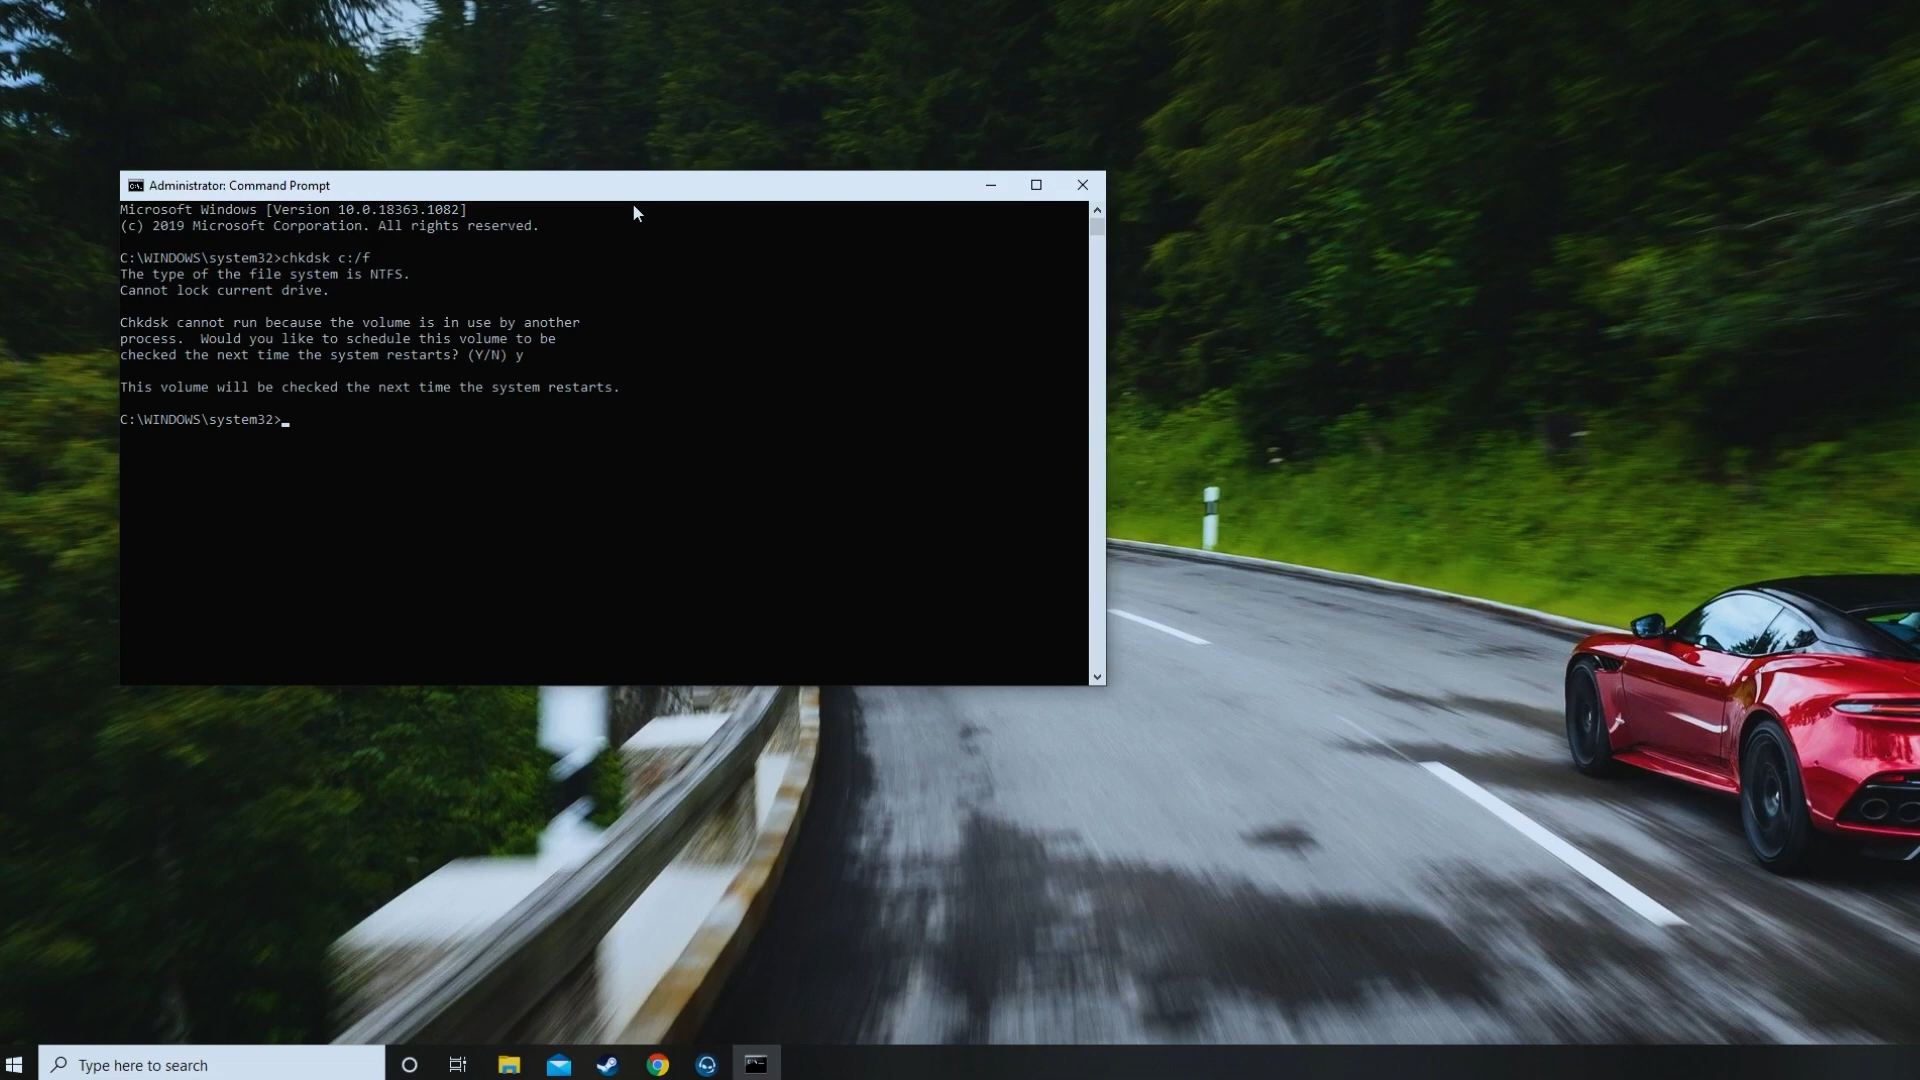 Administrator: Command Prompt
Microsoft Windows [Version 10.0.18363.1082]
(c) 2019 Microsoft Corporation. All rights reserved.
C:\WINDOWS\system32>chkdsk c:/f
The type of the file system is NTFS.
Cannot lock current drive.
Chkdsk cannot run because the volume is in use by another
process.  Would you like to schedule this volume to be
checked the next time the system restarts? (Y/N) y
This volume will be checked the next time the system restarts.
C:\WINDOWS\system32>
Type here to search